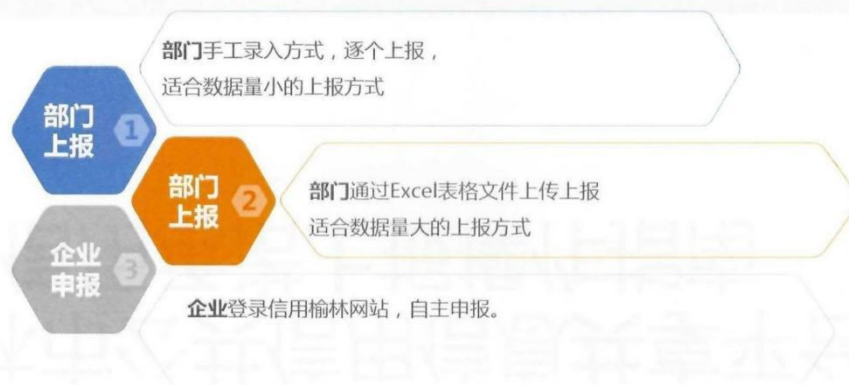 部门手工录入方式，逐个上报，
适合数据量小的上报方式
部门
上报
1
部门
上报
2
部门通过Excel表格文件上传上报
适合数据量大的上报方式
企业
申报
3
企业登录信用榆林网站，自主申报。